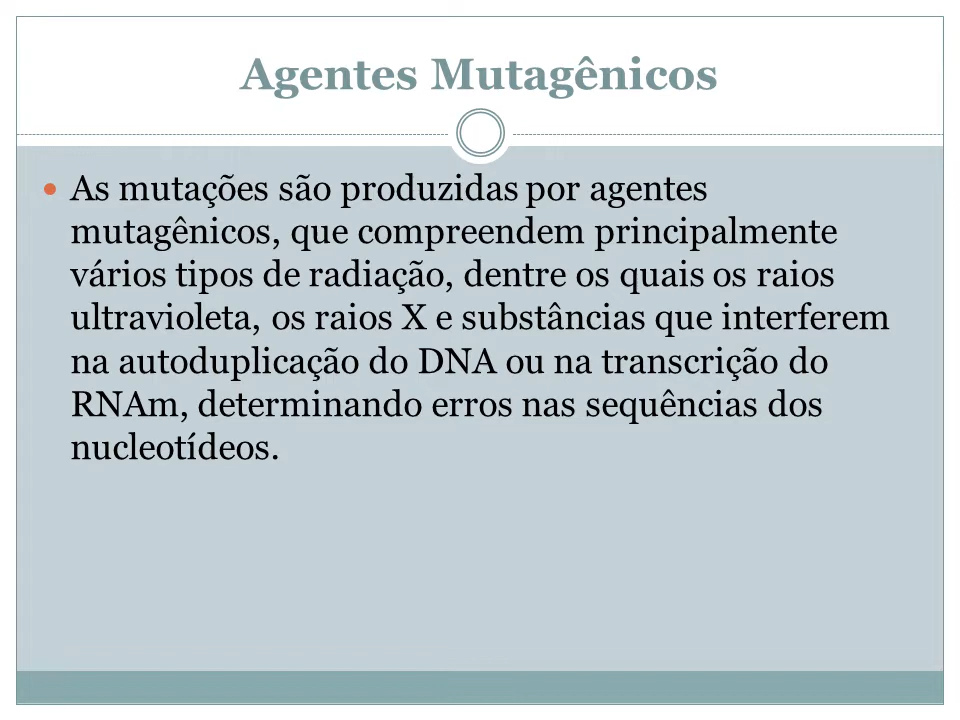 Agentes Mutagênicos
As mutações são produzidas por agentes
mutagênicos, que compreendem principalmente
vários tipos de radiação, dentre os quais os raios
ultravioleta, os raios X e substâncias que interferem
na autoduplicação do DNA ou na transcrição do
RNAm, determinando erros nas sequências dos
nucleotídeos.